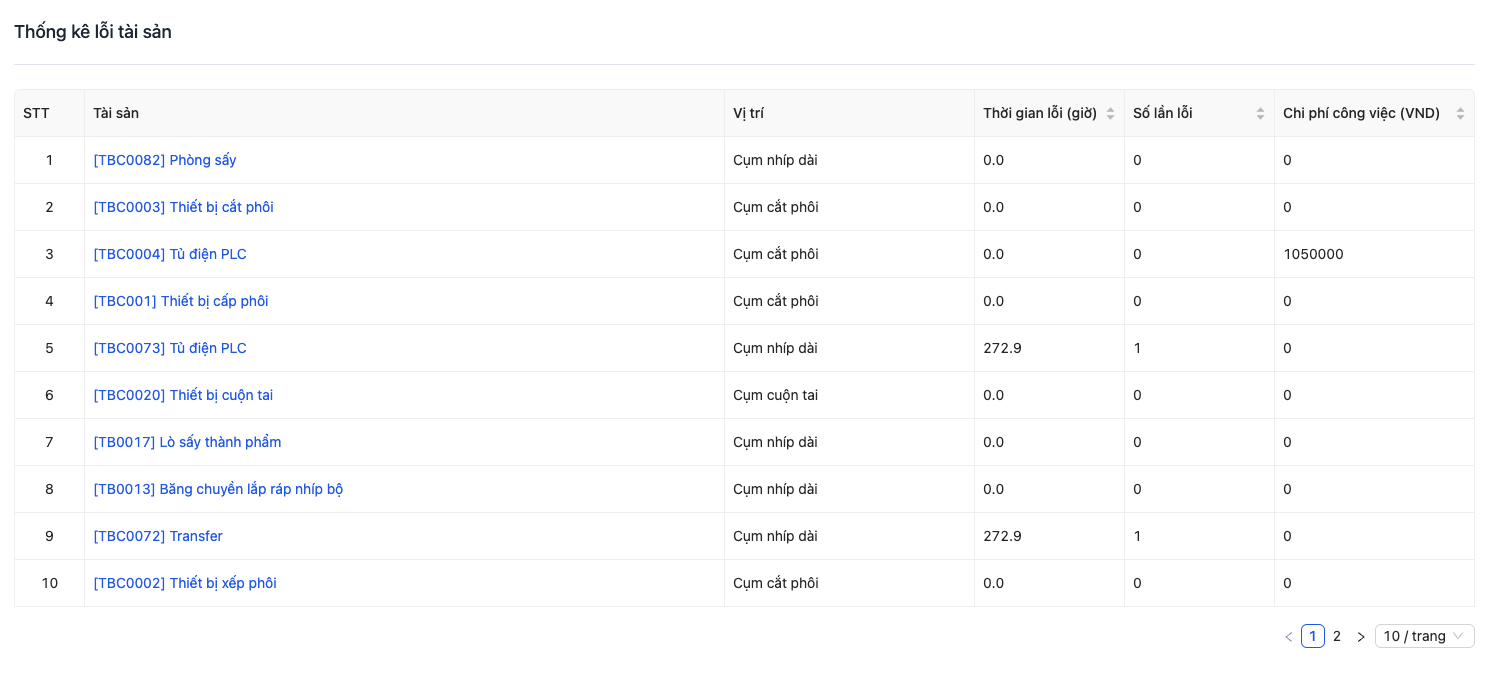 Thống kê lỗi tài sản
STT Tài sản Vị trí Thời gian lỗi (giờ) Số lần lỗi Chi phí công việc (VND)
1 [TBC0082] Phòng sấy Cụm nhíp dài 0.0 0 0
2 [TBC0003] Thiết bị cắt phôi Cụm cắt phôi 0.0 0 0
3 [TBC0004] Tủ điện PLC Cụm cắt phôi 0.0 0 1050000
4 [TBC001] Thiết bị cấp phôi Cụm cắt phôi 0.0 0 0
5 [TBC0073] Tủ điện PLC Cụm nhíp dài 272.9 1 0
6 [TBC0020] Thiết bị cuộn tai Cụm cuộn tai 0.0 0 0
7 [TB0017] Lò sấy thành phẩm Cụm nhíp dài 0.0 0 0
8 [TB0013] Băng chuyền lắp ráp nhíp bộ Cụm nhíp dài 0.0 0 0
9 [TBC0072] Transfer Cụm nhíp dài 272.9 1 0
10 [TBC0002] Thiết bị xếp phôi Cụm cắt phôi 0.0 0 0
1 2 10 / trang